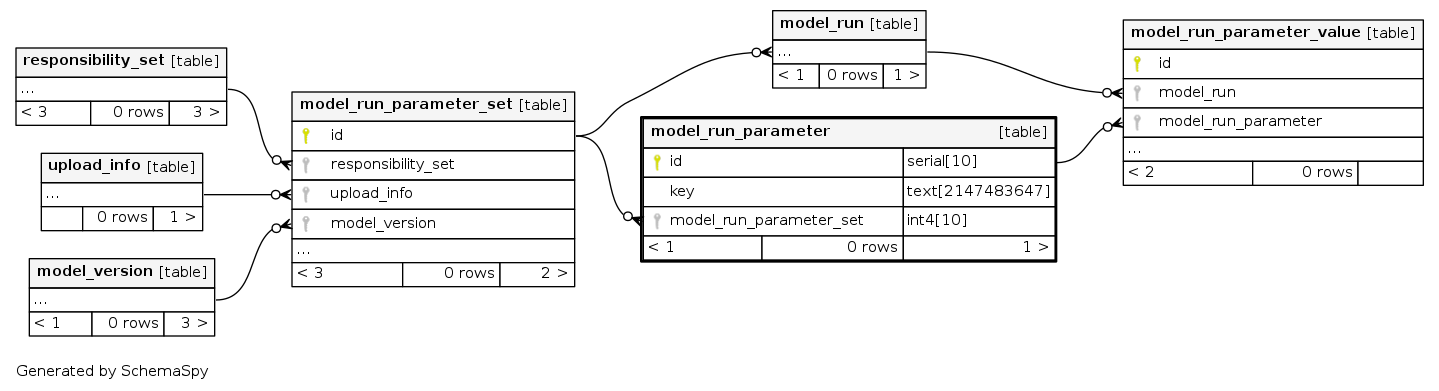 responsibility_set [table]
...
< 3 0 rows 3 >
upload_info [table]
...
0 rows 1 >
model_version [table]
...
< 1 0 rows 3 >
model_run_parameter_set [table]
id
responsibility_set
upload_info
model_version
...
< 3 0 rows 2 >
model_run [table]
...
< 1 0 rows 1 >
model_run_parameter [table]
id serial[10]
key text[2147483647]
model_run_parameter_set int4[10]
< 1 0 rows 1 >
model_run_parameter_value [table]
id
model_run
model_run_parameter
...
< 2 0 rows
Generated by SchemaSpy